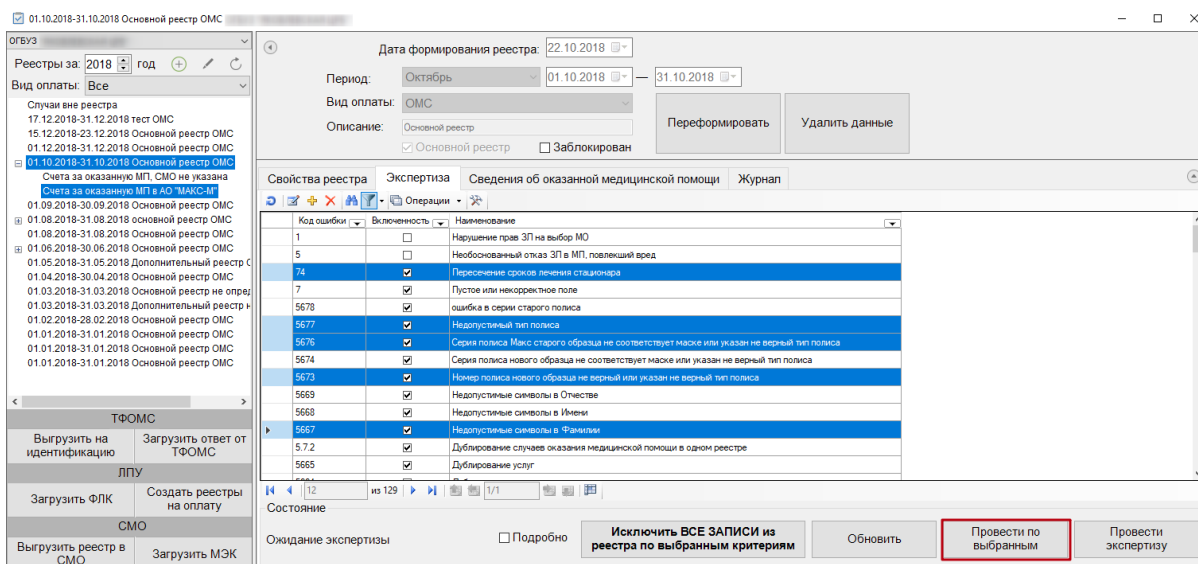 01.10.2018-31.10.2018 Основной реестр ОМС
ОГБУЗ
Реестры за: 2018 год
Вид оплаты: Все
Случаи вне реестра
17.12.2018-31.12.2018 тест ОМС
15.12.2018-23.12.2018 Основной реестр ОМС
01.12.2018-31.12.2018 Основной реестр ОМС
01.10.2018-31.10.2018 Основной реестр ОМС
Счета за оказанную МП, СМО не указана
Счета за оказанную МП в АО "МАКС-М"
01.09.2018-30.09.2018 Основной реестр ОМС
01.08.2018-31.08.2018 основной реестр ОМС
01.08.2018-31.08.2018 Основной реестр ОМС
01.06.2018-30.06.2018 Основной реестр ОМС
01.05.2018-31.05.2018 Дополнительный реестр
01.04.2018-30.04.2018 Основной реестр ОМС
01.03.2018-31.03.2018 Основной реестр не опред
01.03.2018-31.03.2018 Дополнительный реестр н
01.02.2018-28.02.2018 Основной реестр ОМС
01.01.2018-31.01.2018 Основной реестр ОМС
01.01.2018-31.01.2018 Основной реестр ОМС
01.01.2018-31.01.2018 Основной реестр ОМС
ТФОМС
Выгрузить на идентификацию
Загрузить ответ от ТФОМС
ЛПУ
Загрузить ФЛК
Создать реестры на оплату
СМО
Выгрузить реестр в СМО
Загрузить МЭК
Дата формирования реестра: 22.10.2018
Период: Октябрь 01.10.2018 — 31.10.2018
Вид оплаты: ОМС
Описание: Основной реестр
Основной реестр Заблокирован
Переформировать
Удалить данные
Свойства реестра Экспертиза Сведения об оказанной медицинской помощи Журнал
Операции
Код ошибки Включенность Наименование
1 Нарушение прав ЗЛ на выбор МО
5 Необоснованный отказ ЗЛ в МП, повлекший вред
74 Пересечение сроков лечения стационара
7 Пустое или некорректное поле
5678 ошибка в серии старого полиса
5677 Недопустимый тип полиса
5676 Серия полиса Макс старого образца не соответствует маске или указан не верный тип полиса
5674 Серия полиса нового образца не соответствует маске или указан не верный тип полиса
5673 Номер полиса нового образца не верный или указан не верный тип полиса
5669 Недопустимые символы в Отчестве
5668 Недопустимые символы в Имени
5667 Недопустимые символы в Фамилии
5.7.2 Дублирование случаев оказания медицинской помощи в одном реестре
5665 Дублирование услуг
12 из 129 1/1
Состояние
Ожидание экспертизы
Подробно
Исключить ВСЕ ЗАПИСИ из
реестра по выбранным критериям
Обновить
Провести по выбранным
Провести экспертизу